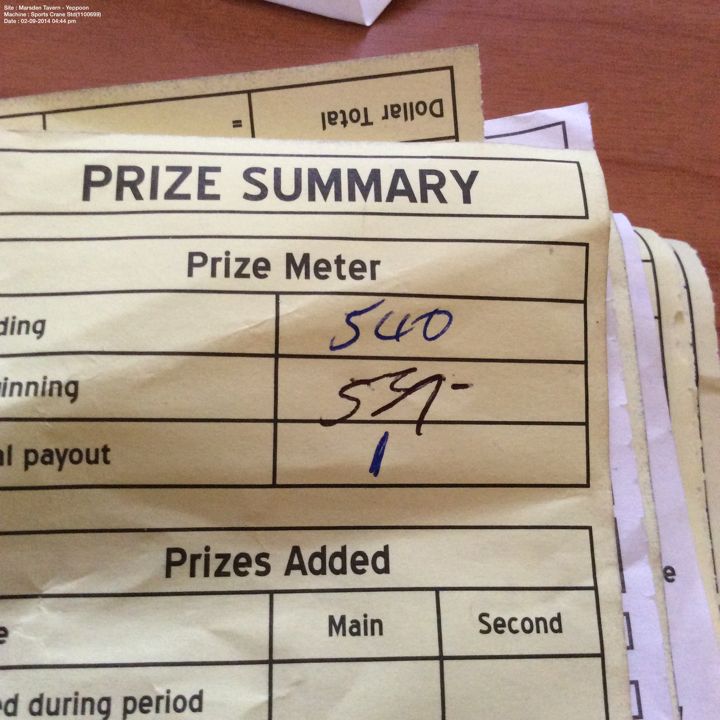 Site : Marsden Tavern - Yeppoon
Machine : Sports Crane Std(1100699)
Date : 02-09-2014 04:44 pm
Dollar Total
=
PRIZE SUMMARY
Prize Meter
ding 540
inning 539
l payout 1
Prizes Added
e Main Second
ed during period
e